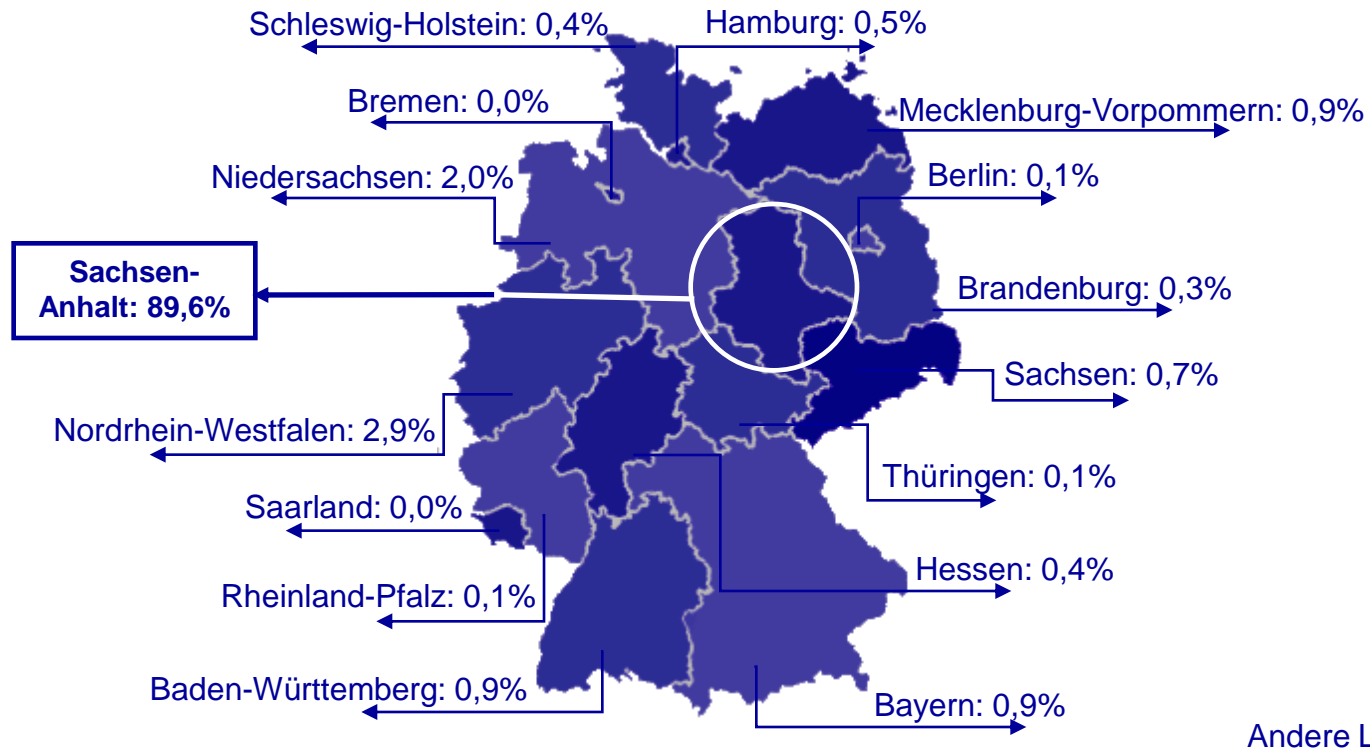 Schleswig-Holstein: 0,4%
Hamburg: 0,5%
Bremen: 0,0%
Mecklenburg-Vorpommern: 0,9%
Niedersachsen: 2,0%
Berlin: 0,1%
Sachsen-
Anhalt: 89,6%
Brandenburg: 0,3%
Sachsen: 0,7%
Nordrhein-Westfalen: 2,9%
Thüringen: 0,1%
Saarland: 0,0%
Hessen: 0,4%
Rheinland-Pfalz: 0,1%
Baden-Württemberg: 0,9%
Bayern: 0,9%
Andere L